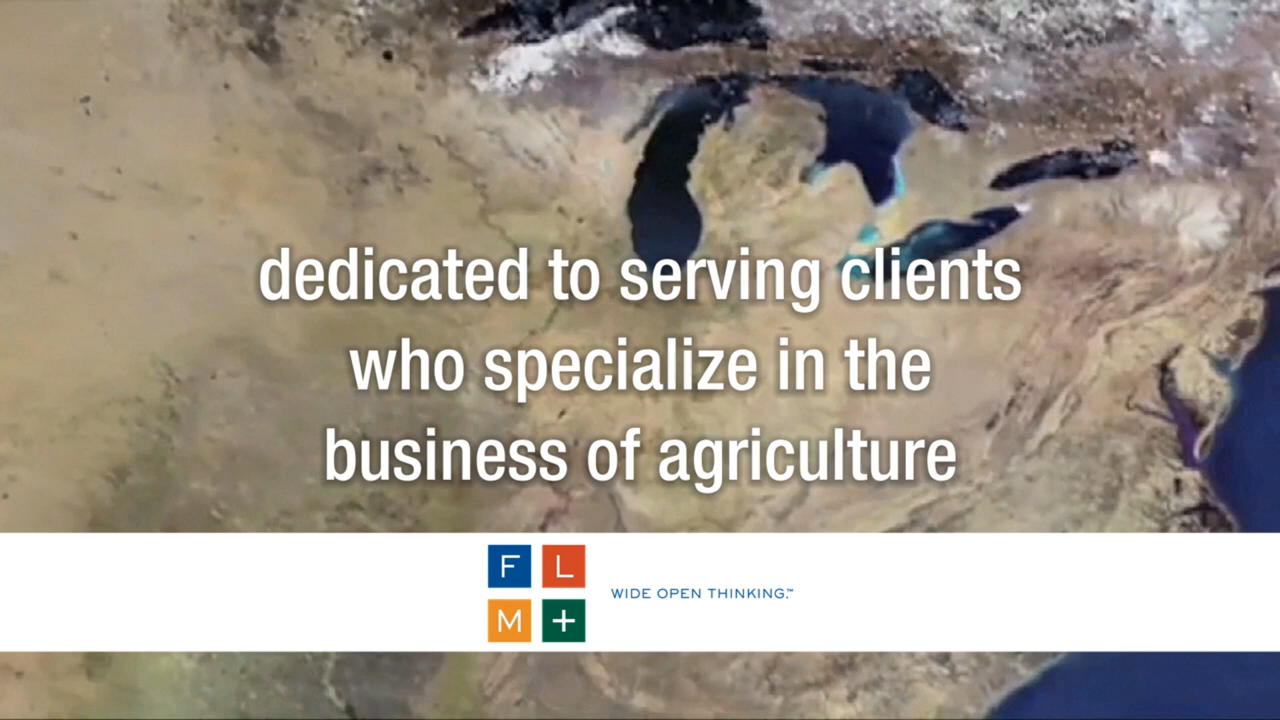 dedicated to serving clients
who specialize in the
business of agriculture
F L
M +
WIDE OPEN THINKING.™